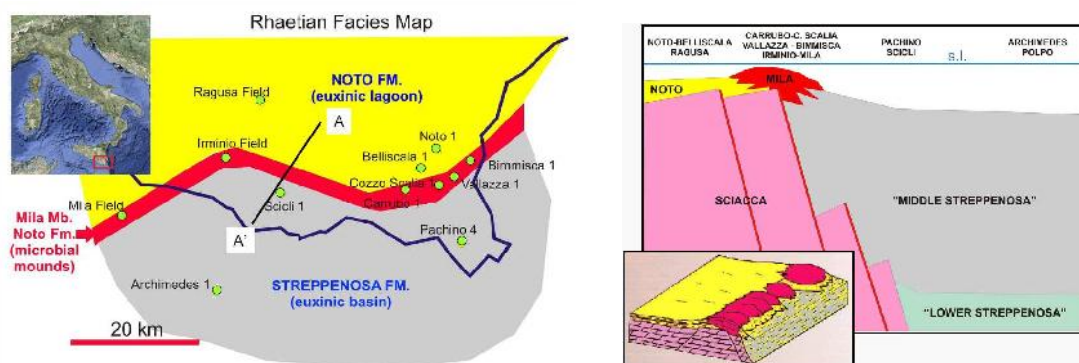 Rhaetian Facies Map
NOTO FM.
(euxinic lagoon)
Ragusa Field
A
Noto 1
Irminio Field
Belliscala 1
Bimmisca 1
Cozzo Scalia 1
Vallazza 1
Scicli 1
Carrubo 1
Mila Field
Mila Mb.
Noto Fm.
(microbial
mounds)
A'
Pachino 4
Archimedes 1
STREPPENOSA FM.
(euxinic basin)
20 km
NOTO-BELLISCALA
RAGUSA
CARRUBO-C. SCALIA
VALLAZZA - BIMMISCA
IRMINIO-MILA
PACHINO
SCICLI
s.l.
ARCHIMEDES
POLPO
MILA
NOTO
SCIACCA
"MIDDLE STREPPENOSA"
"LOWER STREPPENOSA"